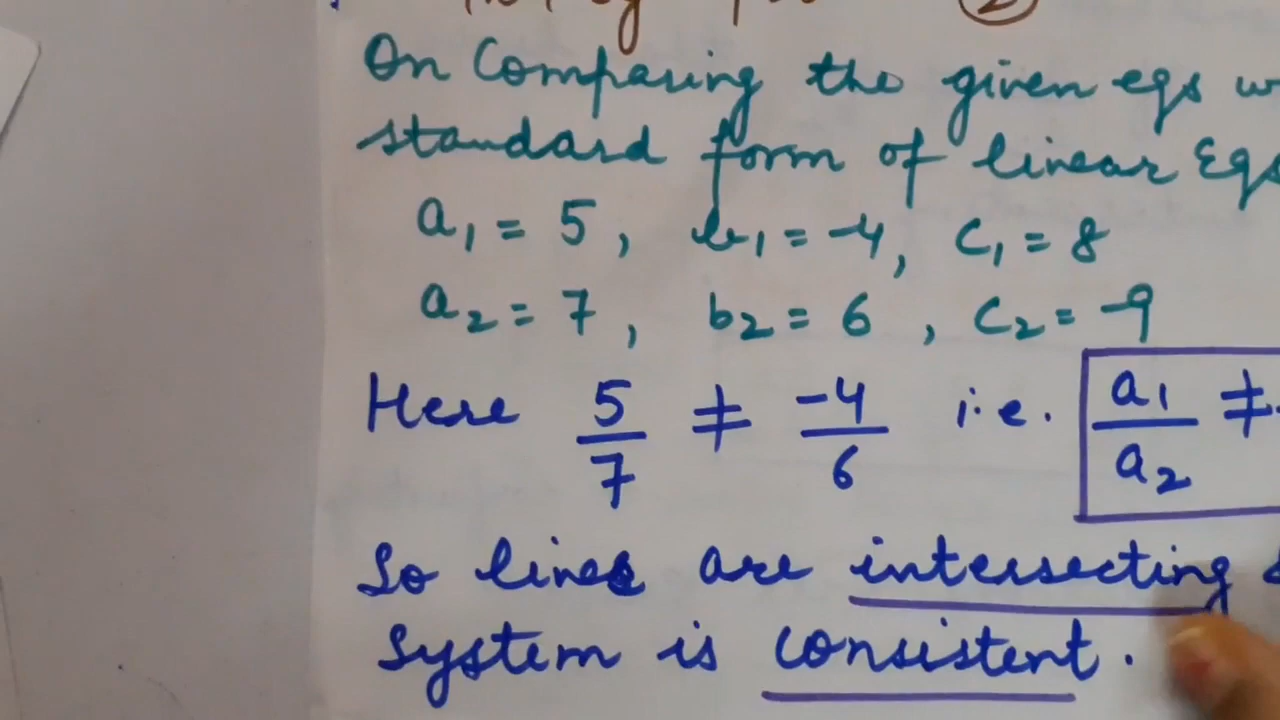 On Comparing the given eqs
standard form of linear Eqs
a₁ = 5, b₁ = -4, c₁ = 8
a₂ = 7, b₂ = 6, c₂ = -9
Here 5/7 ≠ -4/6 i.e. a₁/a₂ ≠
So lines are intersecting
System is consistent.